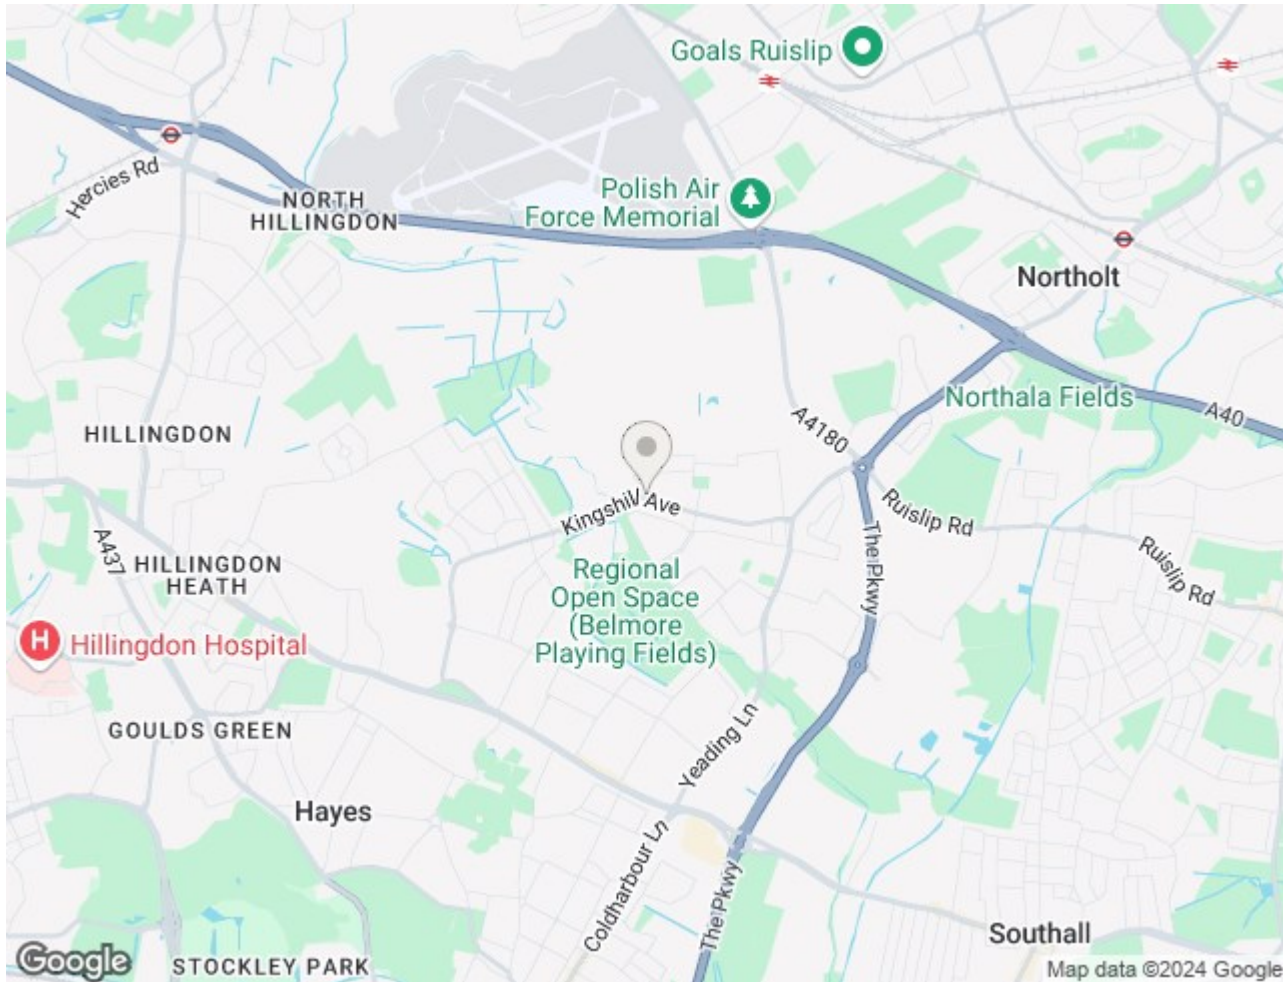 Goals Ruislip
Hercies Rd
NORTH
HILLINGDON
Polish Air
Force Memorial
Northolt
Northala Fields
A40
HILLINGDON
A4180
Kingshill Ave
Ruislip Rd
The Pkwy
Ruislip Rd
A437
HILLINGDON
HEATH
Regional
Open Space
(Belmore
Playing Fields)
H
Hillingdon Hospital
GOULDS GREEN
Yeading Ln
Hayes
Coldharbour Ln
The Pkwy
Southall
Google
STOCKLEY PARK
Map data ©2024 Google